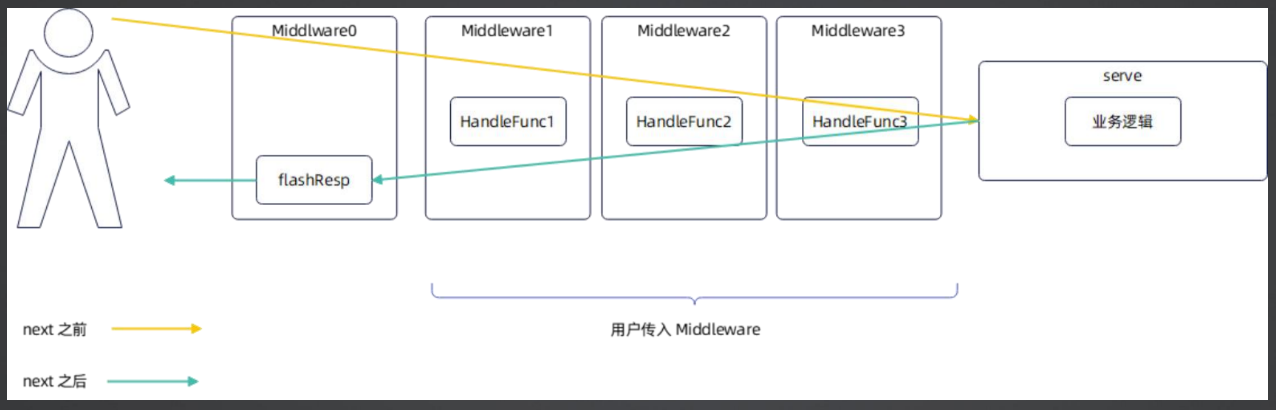 Middlware0
Middleware1
Middleware2
Middleware3
serve
HandleFunc1
HandleFunc2
HandleFunc3
业务逻辑
flashResp
next 之前
用户传入 Middleware
next 之后